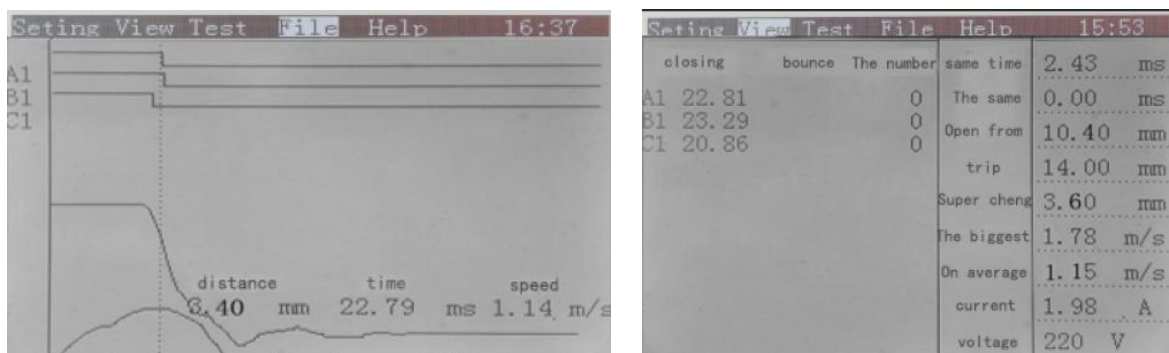 Seting View Test File Help 16:37
A1
B1
C1
distance time speed
3.40 mm 22.79 ms 1.14 m/s
Seting View Test File Help 15:53
closing bounce The number same time 2.43 ms
A1 22.81 0 The same 0.00 ms
B1 23.29 0 Open from 10.40 mm
C1 20.86 0 trip 14.00 mm
Super cheng 3.60 mm
The biggest 1.78 m/s
On average 1.15 m/s
current 1.98 A
voltage 220 V